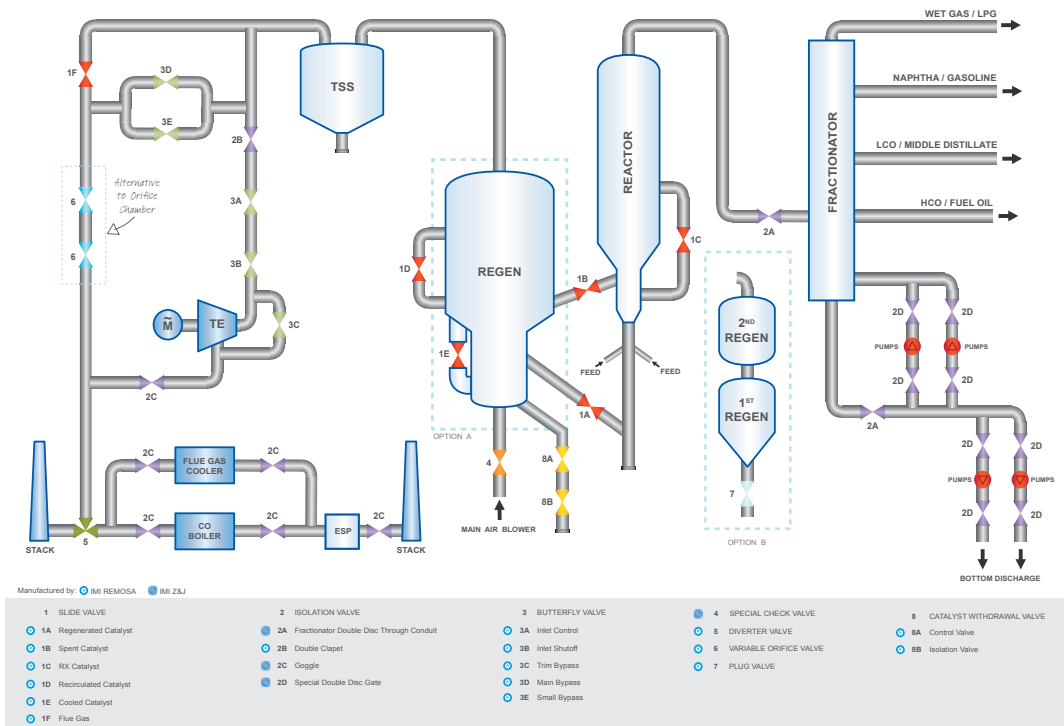 WET GAS / LPG
1F
3D
TSS
NAPHTHA / GASOLINE
3E
2B
REACTOR
FRACTIONATOR
LCO / MIDDLE DISTILLATE
Alternative
to Orifice
Chamber
6
3A
HCO / FUEL OIL
2A
1C
6
3B
1D
REGEN
1B
M̃
TE
3C
2D
2D
2ND
REGEN
PUMPS
PUMPS
1E
FEED
FEED
2D
2D
2C
1ST
REGEN
1A
2A
OPTION A
2C
FLUE GAS
COOLER
2C
4
8A
2D
2D
7
PUMPS
PUMPS
8B
2C
CO
BOILER
2C
ESP
2C
2D
2D
STACK
5
STACK
MAIN AIR BLOWER
OPTION B
BOTTOM DISCHARGE
Manufactured by: IMI REMOSA IMI Z&J
1 SLIDE VALVE
1A Regenerated Catalyst
1B Spent Catalyst
1C RX Catalyst
1D Recirculated Catalyst
1E Cooled Catalyst
1F Flue Gas
2 ISOLATION VALVE
2A Fractionator Double Disc Through Conduit
2B Double Clapet
2C Goggle
2D Special Double Disc Gate
3 BUTTERFLY VALVE
3A Inlet Control
3B Inlet Shutoff
3C Trim Bypass
3D Main Bypass
3E Small Bypass
4 SPECIAL CHECK VALVE
5 DIVERTER VALVE
6 VARIABLE ORIFICE VALVE
7 PLUG VALVE
8 CATALYST WITHDRAWAL VALVE
8A Control Valve
8B Isolation Valve